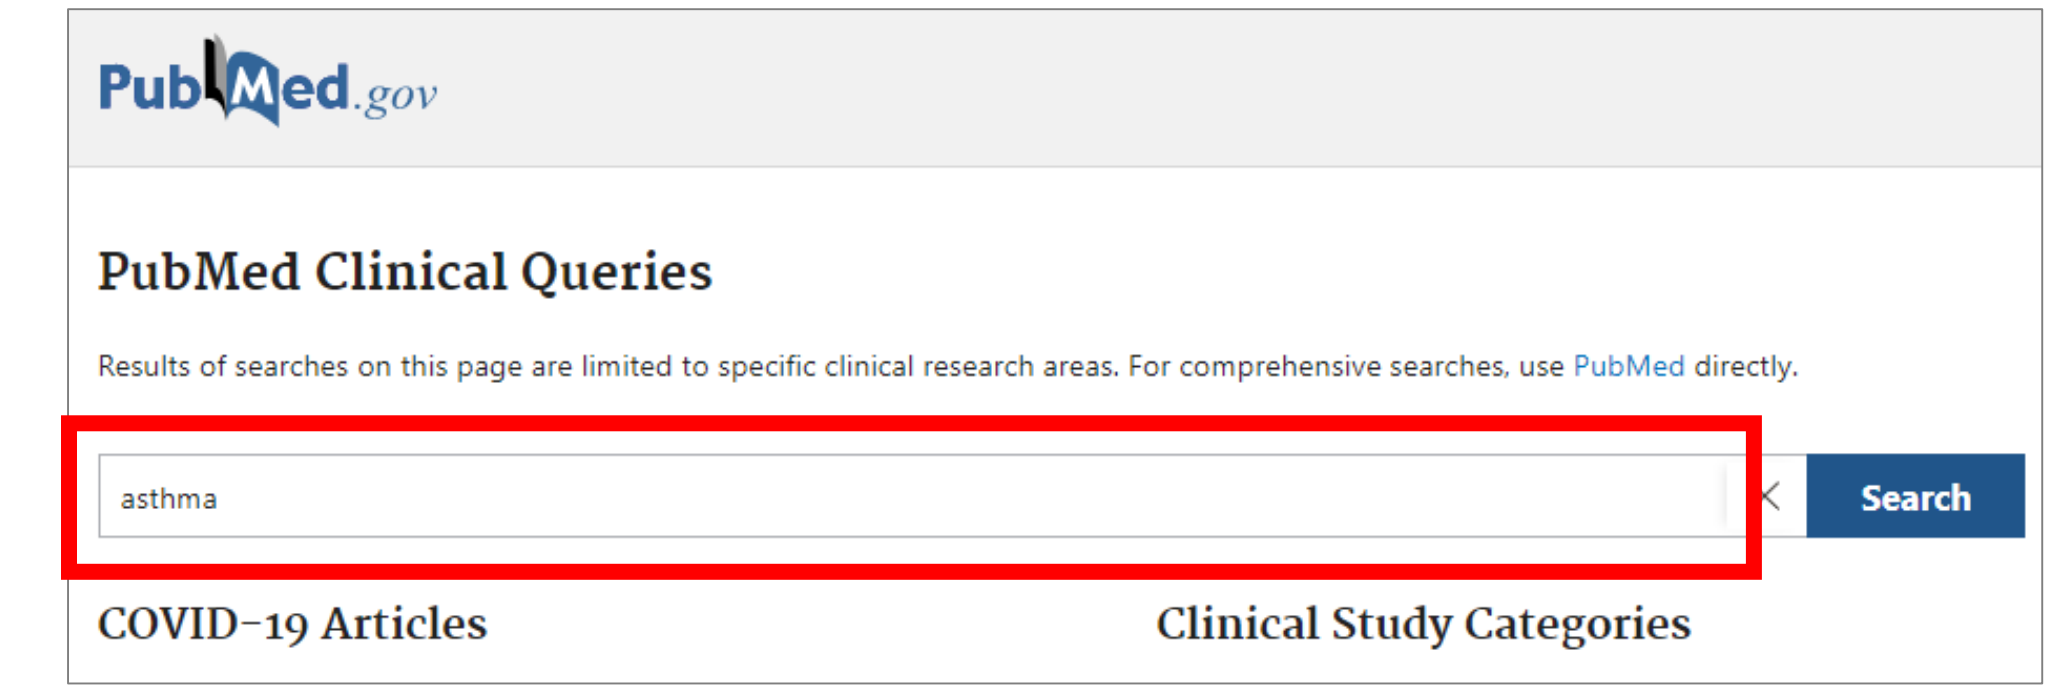 PubMed.gov
PubMed Clinical Queries
Results of searches on this page are limited to specific clinical research areas. For comprehensive searches, use PubMed directly.
asthma
Search
COVID-19 Articles
Clinical Study Categories